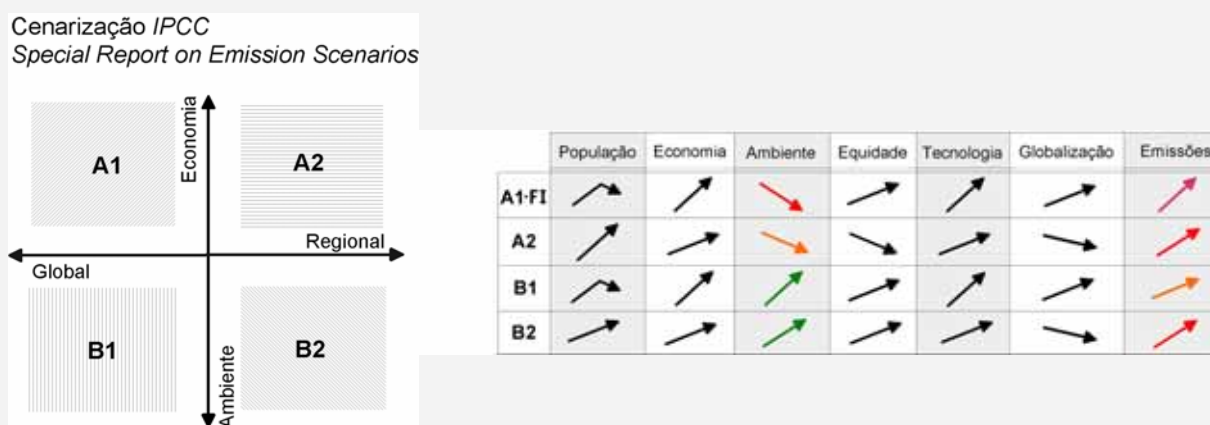 Cenarização IPCC
Special Report on Emission Scenarios
Economia
A1
A2
Regional
Global
B1
B2
Ambiente
População Economia Ambiente Equidade Tecnologia Globalização Emissões
A1-FI
A2
B1
B2